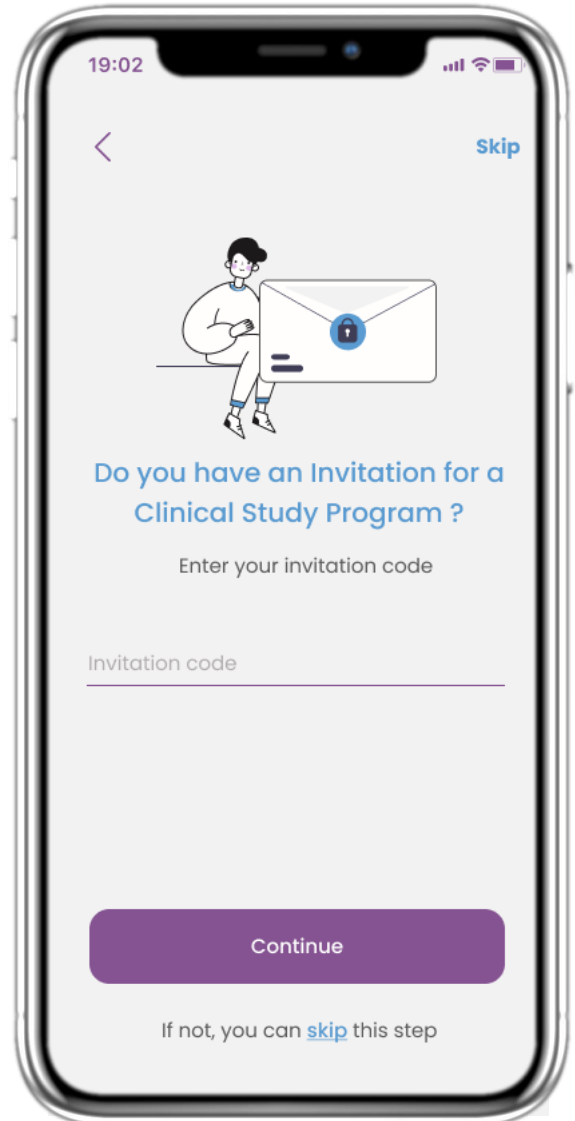 19:02
Skip
Do you have an Invitation for a
Clinical Study Program ?
Enter your invitation code
Invitation code
Continue
If not, you can skip this step